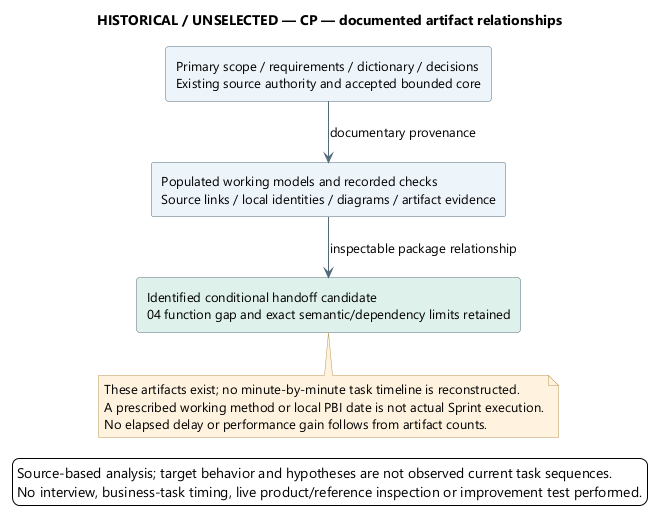 HISTORICAL / UNSELECTED — CP — documented artifact relationships
Primary scope / requirements / dictionary / decisions
Existing source authority and accepted bounded core
documentary provenance
Populated working models and recorded checks
Source links / local identities / diagrams / artifact evidence
inspectable package relationship
Identified conditional handoff candidate
04 function gap and exact semantic/dependency limits retained
These artifacts exist; no minute-by-minute task timeline is reconstructed.
A prescribed working method or local PBI date is not actual Sprint execution.
No elapsed delay or performance gain follows from artifact counts.
Source-based analysis; target behavior and hypotheses are not observed current task sequences.
No interview, business-task timing, live product/reference inspection or improvement test performed.